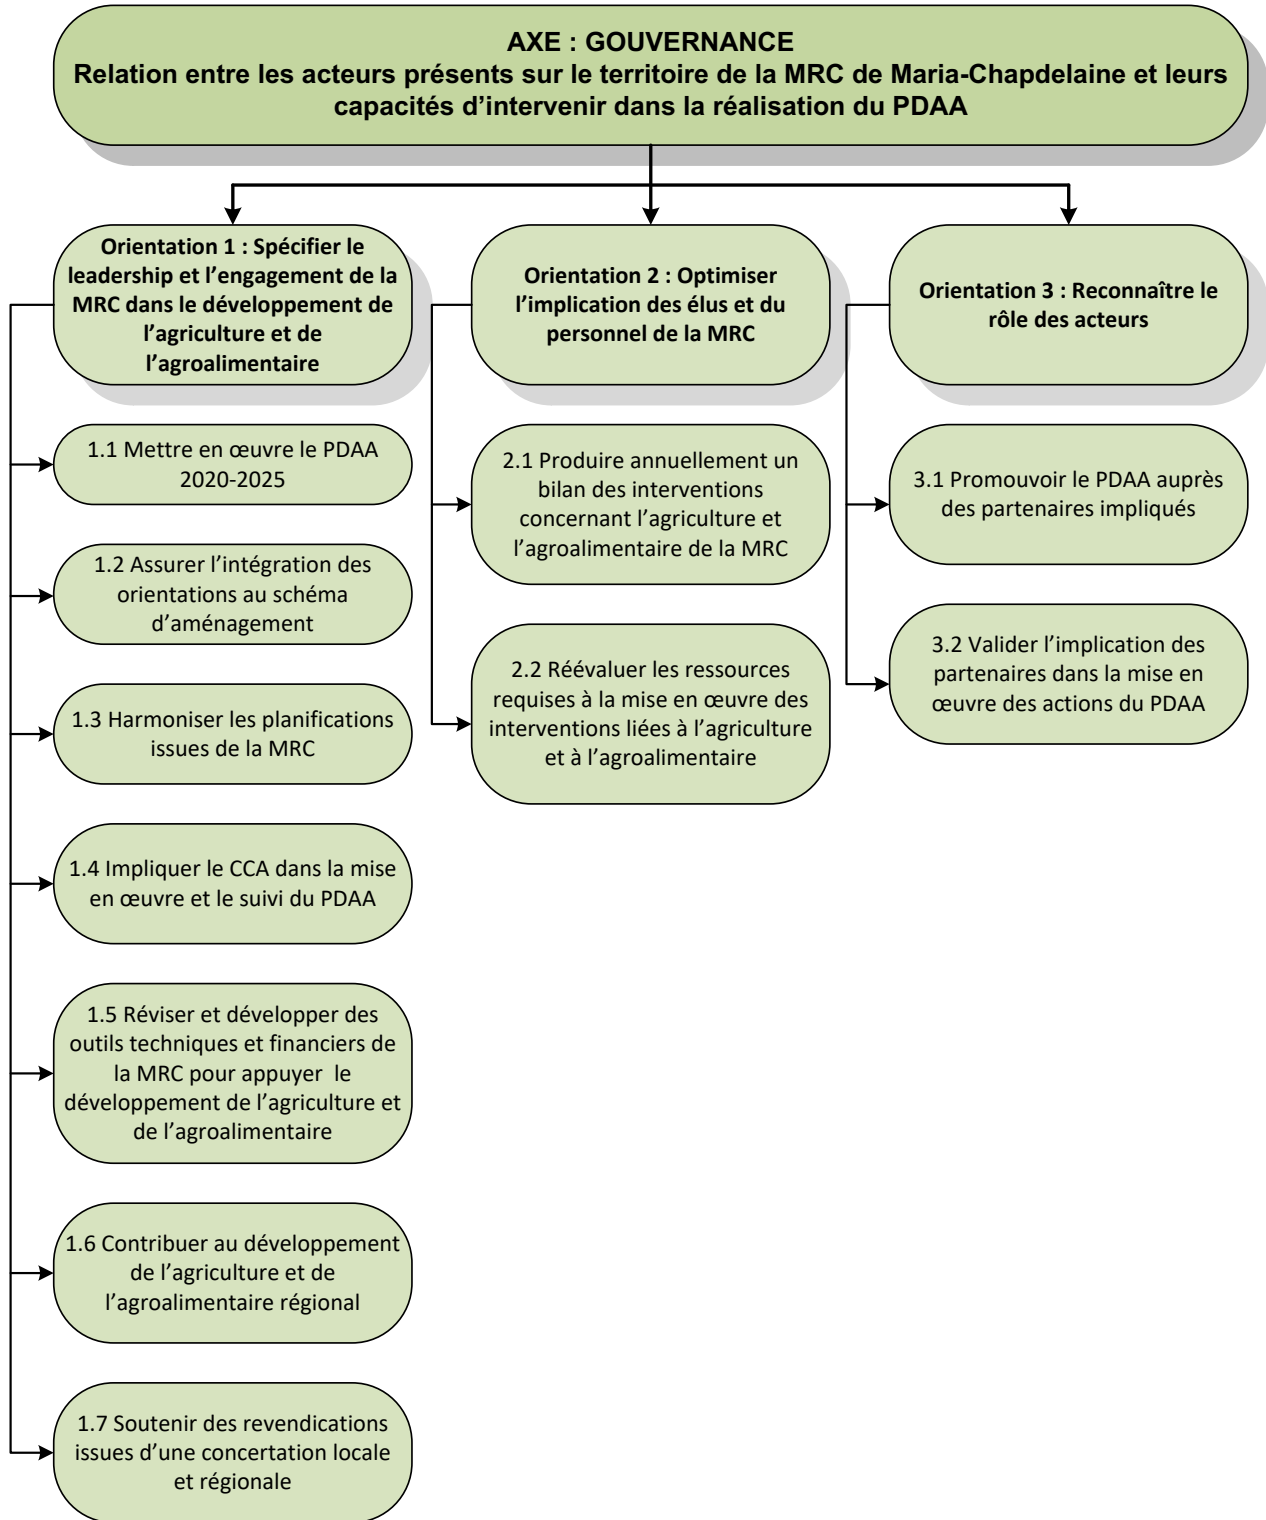 AXE : GOUVERNANCE
Relation entre les acteurs présents sur le territoire de la MRC de Maria-Chapdelaine et leurs
capacités d’intervenir dans la réalisation du PDAA
Orientation 1 : Spécifier le
leadership et l’engagement de la
MRC dans le développement de
l’agriculture et de
l’agroalimentaire
1.1 Mettre en œuvre le PDAA
2020-2025
1.2 Assurer l’intégration des
orientations au schéma
d’aménagement
1.3 Harmoniser les planifications
issues de la MRC
1.4 Impliquer le CCA dans la mise
en œuvre et le suivi du PDAA
1.5 Réviser et développer des
outils techniques et financiers de
la MRC pour appuyer  le
développement de l’agriculture et
de l’agroalimentaire
1.6 Contribuer au développement
de l’agriculture et de
l’agroalimentaire régional
1.7 Soutenir des revendications
issues d’une concertation locale
et régionale
Orientation 2 : Optimiser
l’implication des élus et du
personnel de la MRC
2.1 Produire annuellement un
bilan des interventions
concernant l’agriculture et
l’agroalimentaire de la MRC
2.2 Réévaluer les ressources
requises à la mise en œuvre des
interventions liées à l’agriculture
et à l’agroalimentaire
Orientation 3 : Reconnaître le
rôle des acteurs
3.1 Promouvoir le PDAA auprès
des partenaires impliqués
3.2 Valider l’implication des
partenaires dans la mise en
œuvre des actions du PDAA